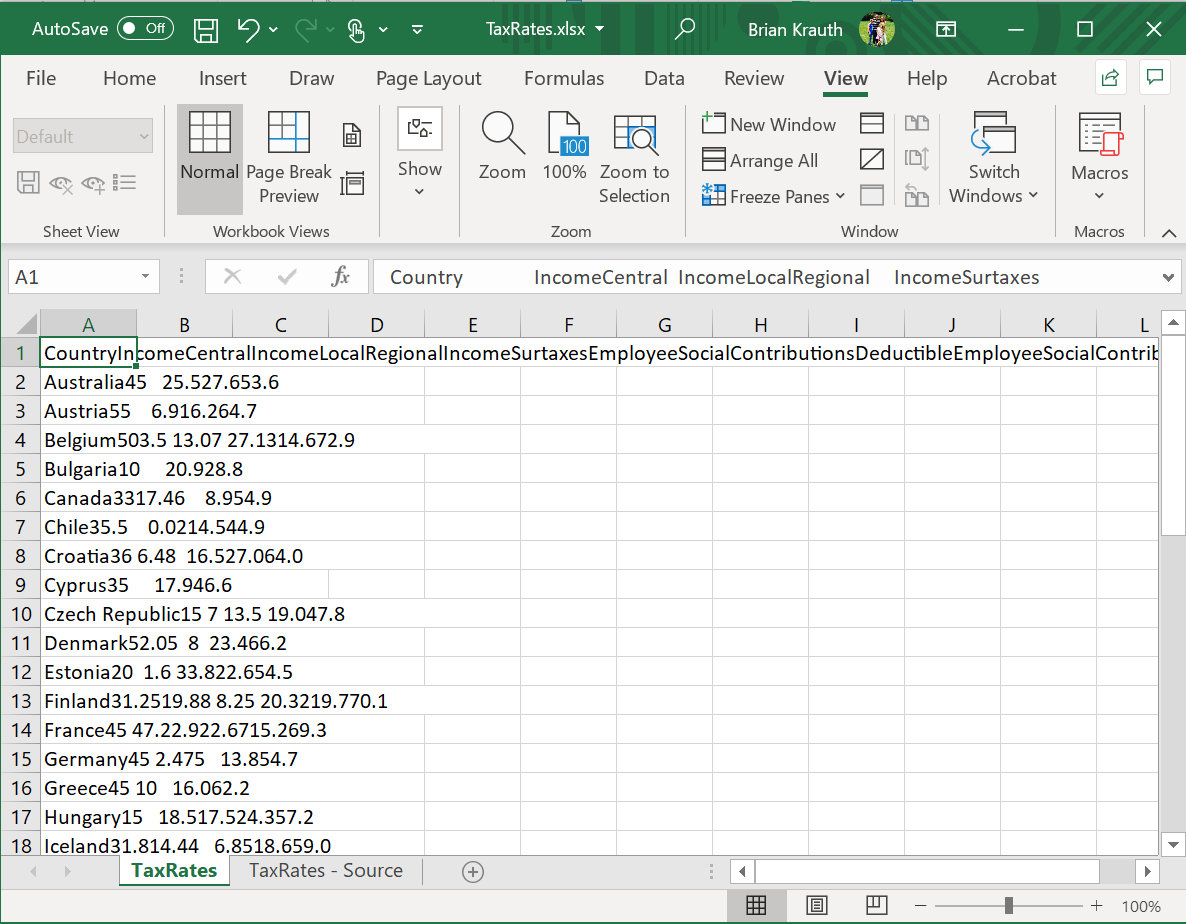 AutoSave Off TaxRates.xlsx Brian Krauth
File Home Insert Draw Page Layout Formulas Data Review View Help Acrobat
Default
Normal
Page Break Preview
Show
Zoom
100
100%
Zoom to Selection
New Window
Arrange All
Freeze Panes
Switch Windows
Macros
Sheet View Workbook Views Zoom Window Macros
A1 fx Country IncomeCentral IncomeLocalRegional IncomeSurtaxes
A B C D E F G H I J K L
1 CountryIncomeCentralIncomeLocalRegionalIncomeSurtaxesEmployeeSocialContributionsDeductibleEmployeeSocialContrib
2 Australia45 25.527.653.6
3 Austria55 6.916.264.7
4 Belgium503.5 13.07 27.1314.672.9
5 Bulgaria10 20.928.8
6 Canada3317.46 8.954.9
7 Chile35.5 0.0214.544.9
8 Croatia36 6.48 16.527.064.0
9 Cyprus35 17.946.6
10 Czech Republic15 7 13.5 19.047.8
11 Denmark52.05 8 23.466.2
12 Estonia20 1.6 33.822.654.5
13 Finland31.2519.88 8.25 20.3219.770.1
14 France45 47.22.922.6715.269.3
15 Germany45 2.475 13.854.7
16 Greece45 10 16.062.2
17 Hungary15 18.517.524.357.2
18 Iceland31.814.44 6.8518.659.0
TaxRates TaxRates - Source
100%